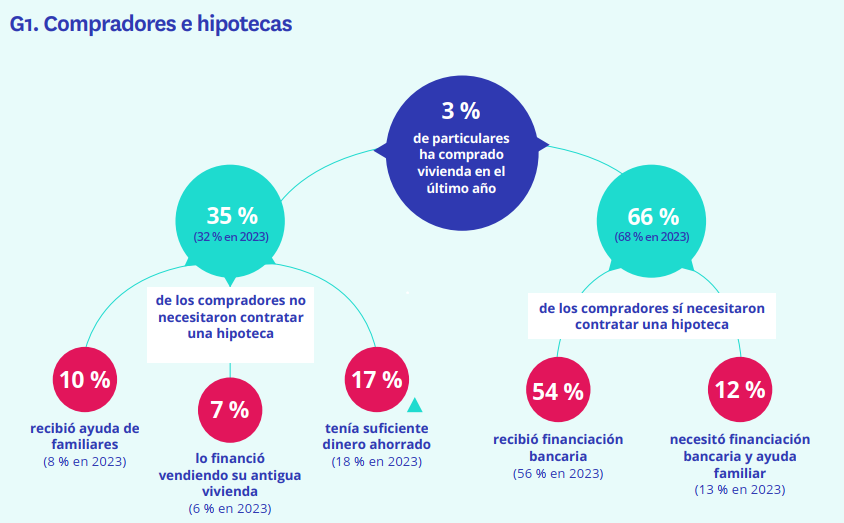 G1. Compradores e hipotecas
3 %
de particulares
ha comprado
vivienda en el
último año
35 %
(32 % en 2023)
de los compradores no
necesitaron contratar
una hipoteca
10 %
recibió ayuda de
familiares
(8 % en 2023)
7 %
lo financió
vendiendo su antigua
vivienda
(6 % en 2023)
17 %
tenía suficiente
dinero ahorrado
(18 % en 2023)
66 %
(68 % en 2023)
de los compradores sí necesitaron
contratar una hipoteca
54 %
recibió financiación
bancaria
(56 % en 2023)
12 %
necesitó financiación
bancaria y ayuda
familiar
(13 % en 2023)